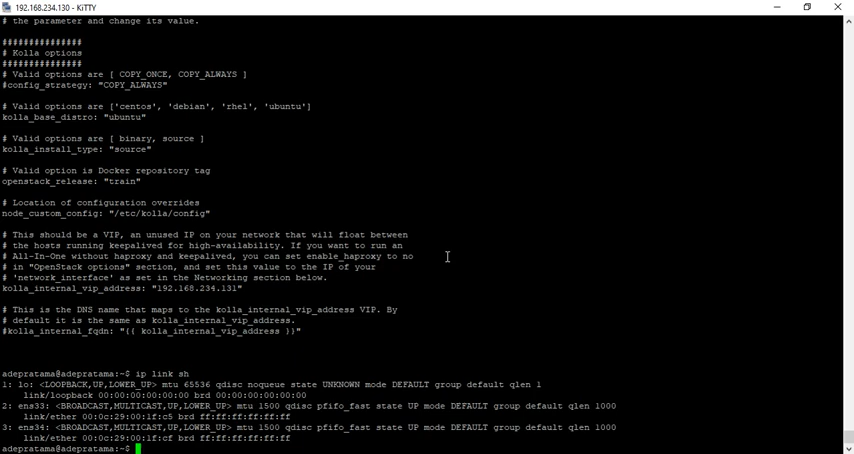 192.168.234.130 - KiTTY
# the parameter and change its value.
###############
# Kolla options
###############
# Valid options are [ COPY_ONCE, COPY_ALWAYS ]
#config_strategy: "COPY_ALWAYS"
# Valid options are ['centos', 'debian', 'rhel', 'ubuntu']
kolla_base_distro: "ubuntu"
# Valid options are [ binary, source ]
kolla_install_type: "source"
# Valid option is Docker repository tag
openstack_release: "train"
# Location of configuration overrides
node_custom_config: "/etc/kolla/config"
# This should be a VIP, an unused IP on your network that will float between
# the hosts running keepalived for high-availability. If you want to run an
# All-In-One without haproxy and keepalived, you can set enable_haproxy to no
# in "OpenStack options" section, and set this value to the IP of your
# 'network_interface' as set in the Networking section below.
kolla_internal_vip_address: "192.168.234.131"
# This is the DNS name that maps to the kolla_internal_vip_address VIP. By
# default it is the same as kolla_internal_vip_address.
#kolla_internal_fqdn: "{{ kolla_internal_vip_address }}"
adepratama@adepratama:~$ ip link sh
1: lo: <LOOPBACK,UP,LOWER_UP> mtu 65536 qdisc noqueue state UNKNOWN mode DEFAULT group default qlen 1
link/loopback 00:00:00:00:00:00 brd 00:00:00:00:00:00
2: ens33: <BROADCAST,MULTICAST,UP,LOWER_UP> mtu 1500 qdisc pfifo_fast state UP mode DEFAULT group default qlen 1000
link/ether 00:0c:29:00:1f:c5 brd ff:ff:ff:ff:ff:ff
3: ens34: <BROADCAST,MULTICAST,UP,LOWER_UP> mtu 1500 qdisc pfifo_fast state UP mode DEFAULT group default qlen 1000
link/ether 00:0c:29:00:1f:cf brd ff:ff:ff:ff:ff:ff
adepratama@adepratama:~$